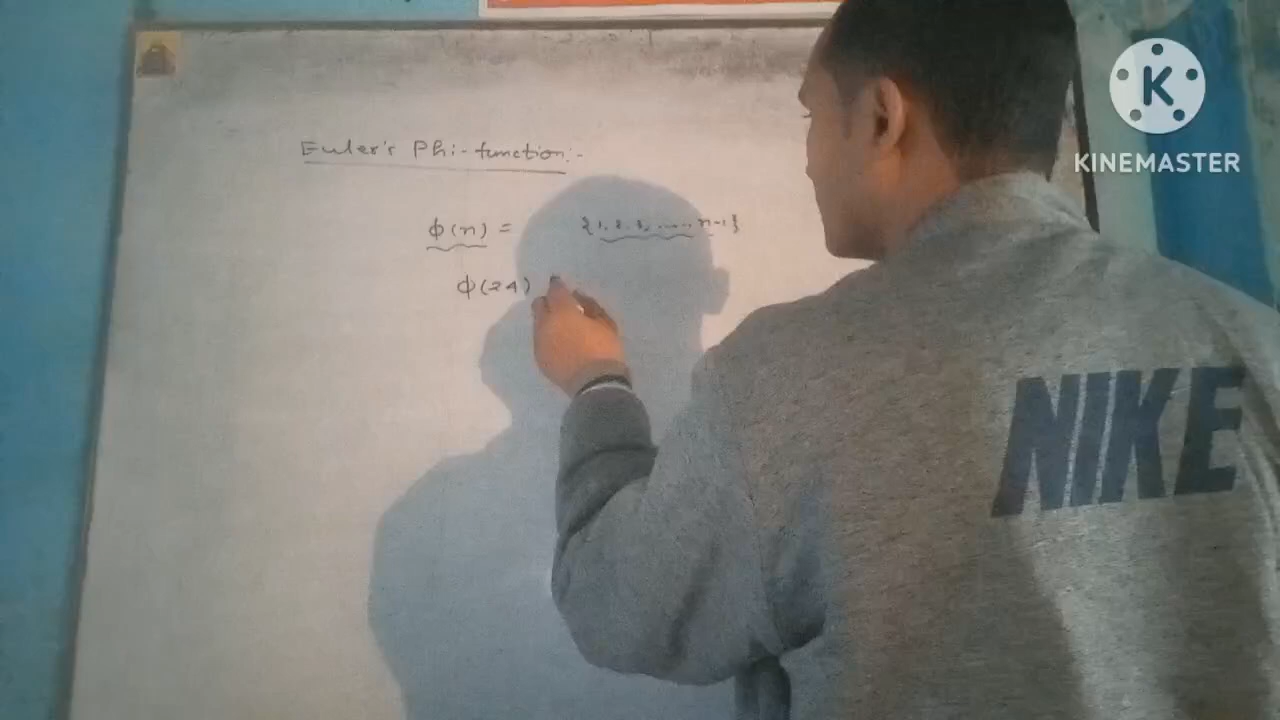 Euler's Phi-function:-
φ(n) = {1, 2, 3, ...., n-1}
φ(24)
K
KINEMASTER
NIKE